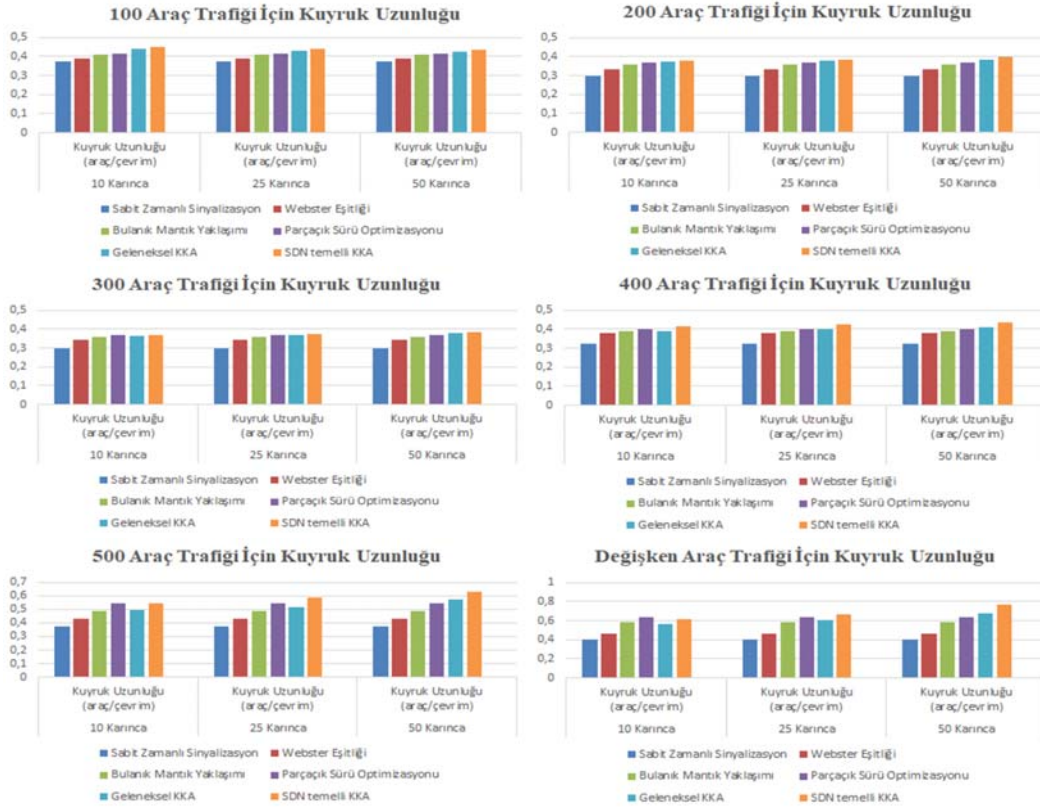 100 Araç Trafiği İçin Kuyruk Uzunluğu
0,5
0,4
0,3
0,2
0,1
0
Kuyruk Uzunluğu Kuyruk Uzunluğu Kuyruk Uzunluğu
(araç/çevrim) (araç/çevrim) (araç/çevrim)
10 Karınca 25 Karınca 50 Karınca
Sabit Zamanlı Sinyalizasyon Webster Eşitliği
Bulanık Mantık Yaklaşımı Parçaçık Sürü Optimizasyonu
Geleneksel KKA SDN temelli KKA
200 Araç Trafiği İçin Kuyruk Uzunluğu
0,5
0,4
0,3
0,2
0,1
0
Kuyruk Uzunluğu Kuyruk Uzunluğu Kuyruk Uzunluğu
(araç/çevrim) (araç/çevrim) (araç/çevrim)
10 Karınca 25 Karınca 50 Karınca
Sabit Zamanlı Sinyalizasyon Webster Eşitliği
Bulanık Mantık Yaklaşımı Parçaçık Sürü Optimizasyonu
Geleneksel KKA SDN temelli KKA
300 Araç Trafiği İçin Kuyruk Uzunluğu
0,5
0,4
0,3
0,2
0,1
0
Kuyruk Uzunluğu Kuyruk Uzunluğu Kuyruk Uzunluğu
(araç/çevrim) (araç/çevrim) (araç/çevrim)
10 Karınca 25 Karınca 50 Karınca
Sabit Zamanlı Sinyalizasyon Webster Eşitliği
Bulanık Mantık Yaklaşımı Parçaçık Sürü Optimizasyonu
Geleneksel KKA SDN temelli KKA
400 Araç Trafiği İçin Kuyruk Uzunluğu
0,5
0,4
0,3
0,2
0,1
0
Kuyruk Uzunluğu Kuyruk Uzunluğu Kuyruk Uzunluğu
(araç/çevrim) (araç/çevrim) (araç/çevrim)
10 Karınca 25 Karınca 50 Karınca
Sabit Zamanlı Sinyalizasyon Webster Eşitliği
Bulanık Mantık Yaklaşımı Parçaçık Sürü Optimizasyonu
Geleneksel KKA SDN temelli KKA
500 Araç Trafiği İçin Kuyruk Uzunluğu
0,7
0,6
0,5
0,4
0,3
0,2
0,1
0
Kuyruk Uzunluğu Kuyruk Uzunluğu Kuyruk Uzunluğu
(araç/çevrim) (araç/çevrim) (araç/çevrim)
10 Karınca 25 Karınca 50 Karınca
Sabit Zamanlı Sinyalizasyon Webster Eşitliği
Bulanık Mantık Yaklaşımı Parçaçık Sürü Optimizasyonu
Geleneksel KKA SDN temelli KKA
Değişken Araç Trafiği İçin Kuyruk Uzunluğu
1
0,8
0,6
0,4
0,2
0
Kuyruk Uzunluğu Kuyruk Uzunluğu Kuyruk Uzunluğu
(araç/çevrim) (araç/çevrim) (araç/çevrim)
10 Karınca 25 Karınca 50 Karınca
Sabit Zamanlı Sinyalizasyon Webster Eşitliği
Bulanık Mantık Yaklaşımı Parçaçık Sürü Optimizasyonu
Geleneksel KKA SDN temelli KKA